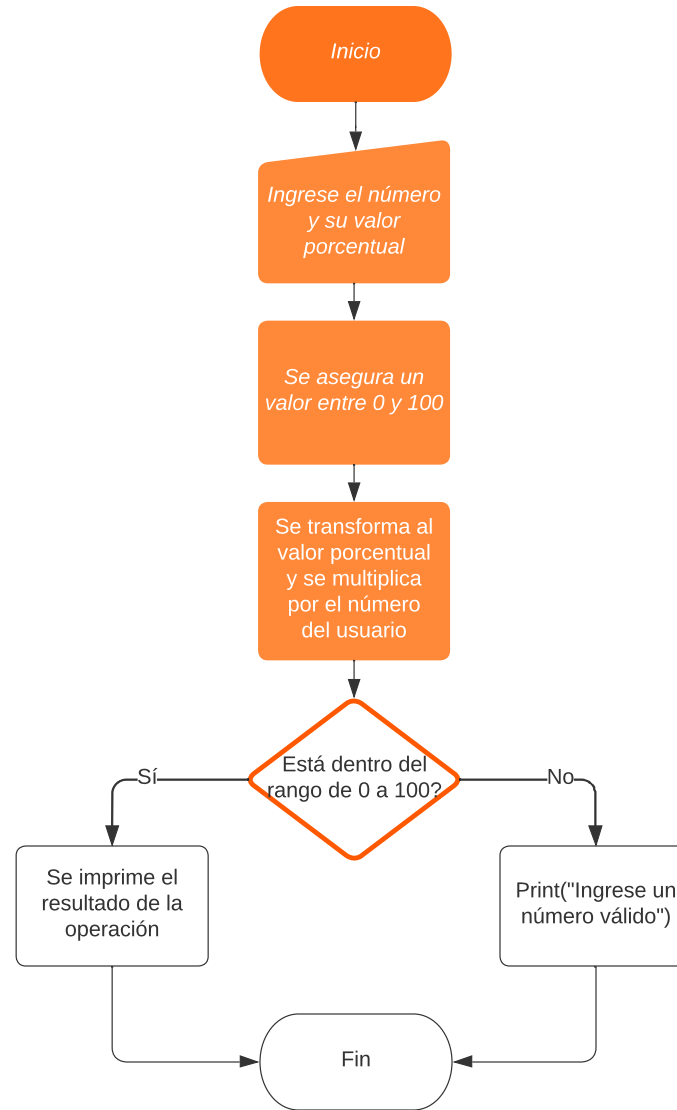 Inicio
Ingrese el número
y su valor
porcentual
Se asegura un
valor entre 0 y 100
Se transforma al
valor porcentual
y se multiplica
por el número
del usuario
Está dentro del
rango de 0 a 100?
Sí
No
Se imprime el
resultado de la
operación
Print("Ingrese un
número válido")
Fin